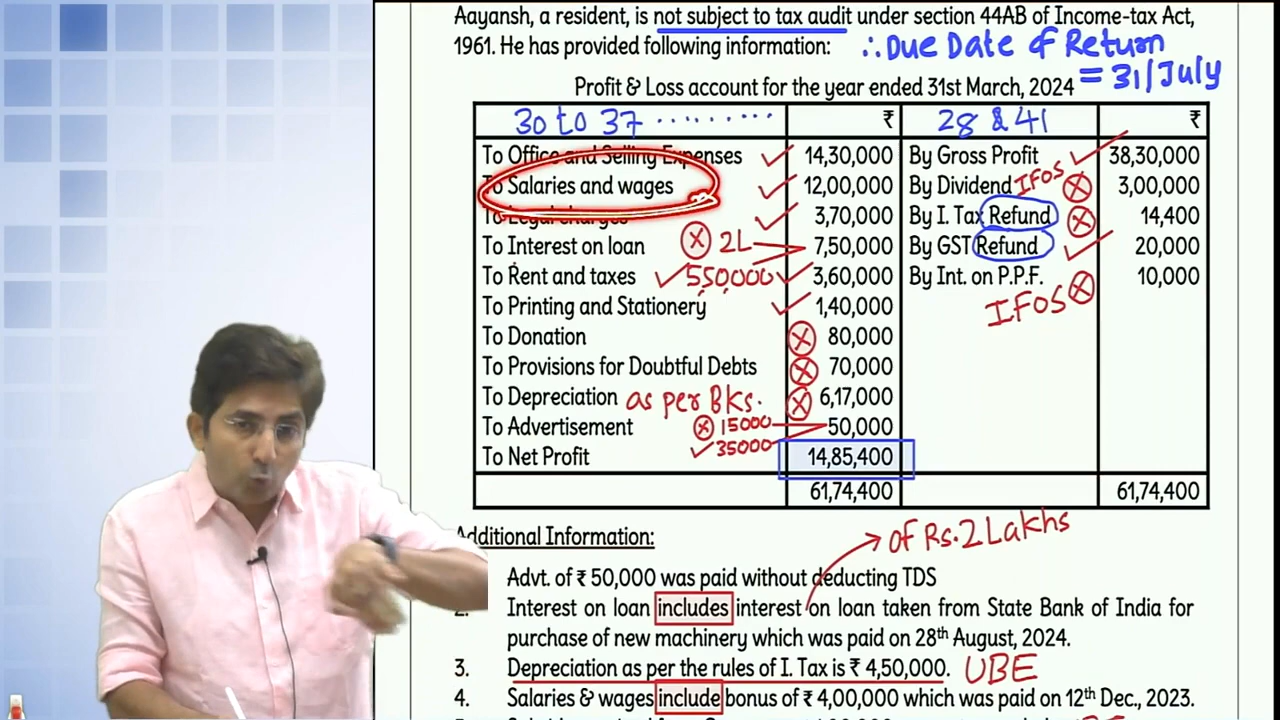 Aayansh, a resident, is not subject to tax audit under section 44AB of Income-tax Act,
1961. He has provided following information: ∴Due Date of Return
= 31/July
Profit & Loss account for the year ended 31st March, 2024
30 to 37 ......... ₹ 28 & 41 ₹
To Office and Selling Expenses ✓ 14,30,000 By Gross Profit ✓ 38,30,000
To Salaries and wages ✓ 12,00,000 By Dividend IFOS ⊗ 3,00,000
To Legal charges ✓ 3,70,000 By I. Tax Refund ⊗ 14,400
To Interest on loan ⊗ 2L 7,50,000 By GST Refund ✓ 20,000
To Rent and taxes ✓ 5,50,000 ✓ 3,60,000 By Int. on P.P.F. ⊗ 10,000
IFOS
To Printing and Stationery ✓ 1,40,000
To Donation ⊗ 80,000
To Provisions for Doubtful Debts ⊗ 70,000
To Depreciation as per Bks. ⊗ 6,17,000
To Advertisement ⊗ 15000 50,000
✓ 35000
To Net Profit 14,85,400
61,74,400 61,74,400
Additional Information: → Of Rs. 2 Lakhs
Advt. of ₹ 50,000 was paid without deducting TDS
2. Interest on loan includes interest on loan taken from State Bank of India for
purchase of new machinery which was paid on 28th August, 2024.
3. Depreciation as per the rules of I. Tax is ₹ 4,50,000. UBE
4. Salaries & wages include bonus of ₹ 4,00,000 which was paid on 12th Dec., 2023.